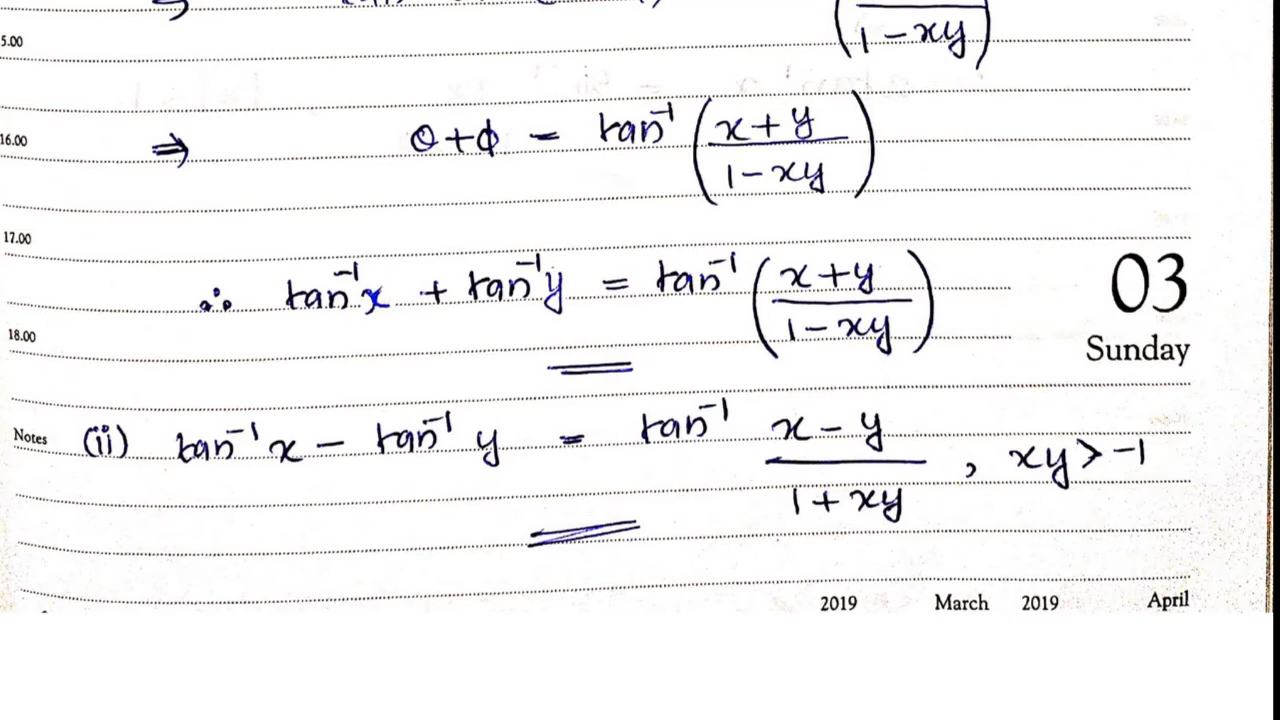 5.00
1 - xy
16.00 ⇒ θ+φ = tan⁻¹ (x+y / 1-xy)
17.00
∴ tan⁻¹x + tan⁻¹y = tan⁻¹ (x+y / 1-xy) 03
18.00 Sunday
Notes (ii) tan⁻¹x - tan⁻¹y = tan⁻¹ x-y / 1+xy , xy > -1
2019 March 2019 April